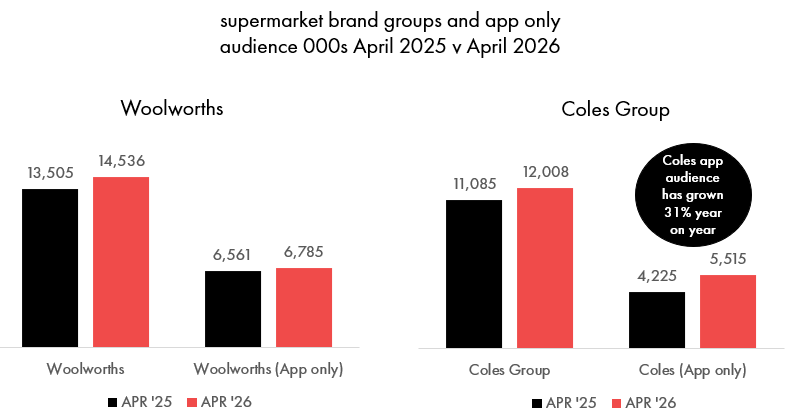 supermarket brand groups and app only
audience 000s April 2025 v April 2026
Woolworths
13,505
14,536
6,561
6,785
Woolworths
Woolworths (App only)
APR '25
APR '26
Coles Group
11,085
12,008
Coles app
audience
has grown
31% year
on year
4,225
5,515
Coles Group
Coles (App only)
APR '25
APR '26